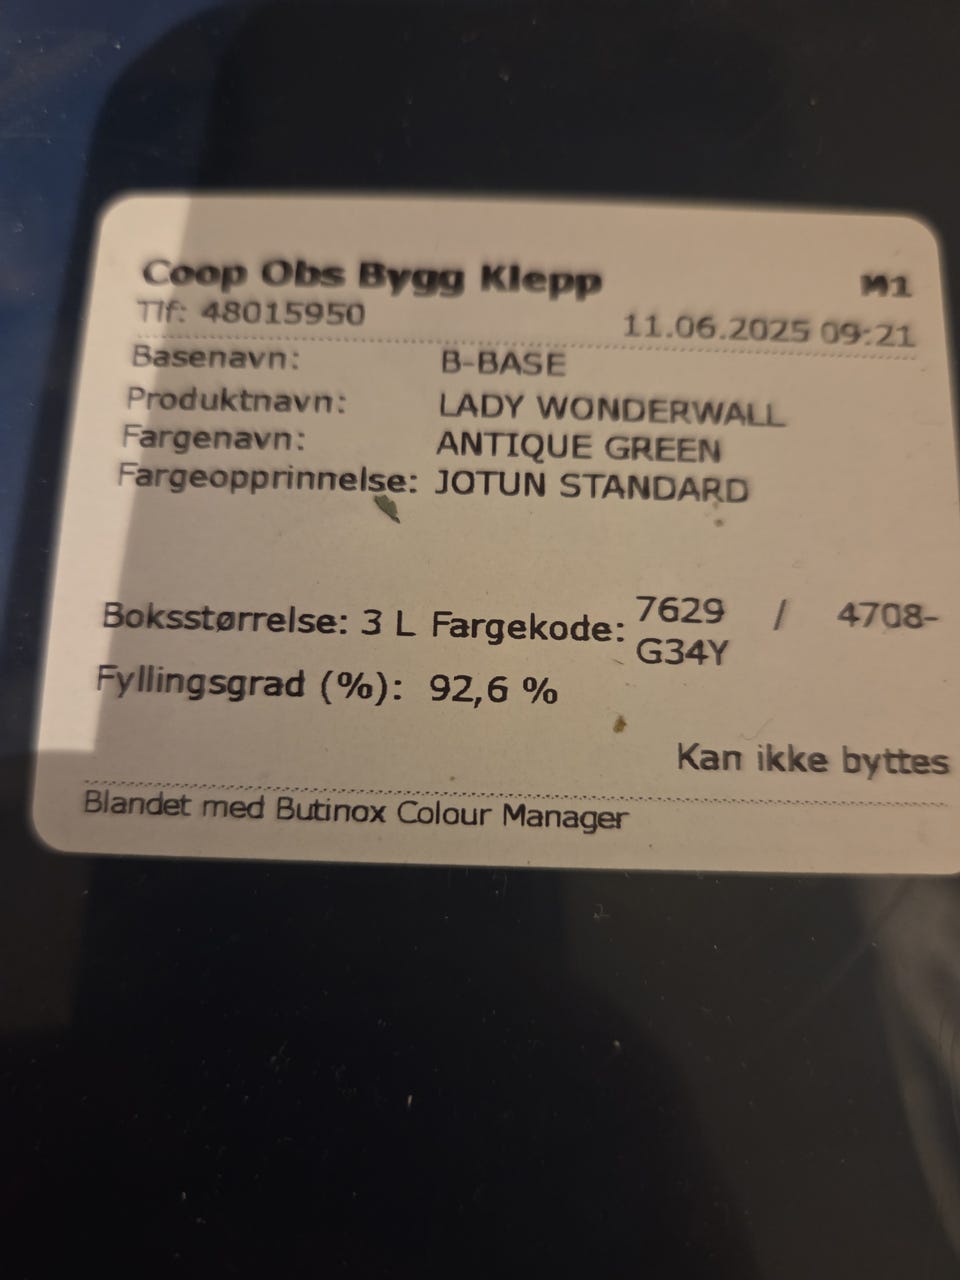 Coop Obs Bygg Klepp M1
Tlf: 48015950 11.06.2025 09:21
Basenavn: B-BASE
Produktnavn: LADY WONDERWALL
Fargenavn: ANTIQUE GREEN
Fargeopprinnelse: JOTUN STANDARD
Boksstørrelse: 3 L Fargekode: 7629 / 4708-
G34Y
Fyllingsgrad (%): 92,6 %
Kan ikke byttes
Blandet med Butinox Colour Manager